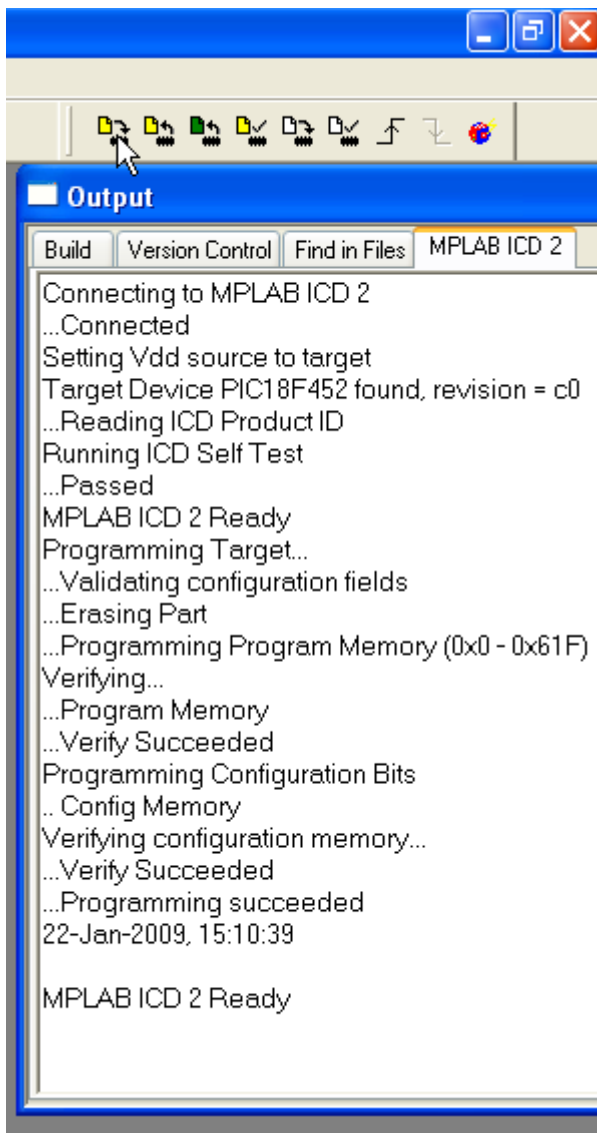 Output
Build Version Control Find in Files MPLAB ICD 2
Connecting to MPLAB ICD 2
...Connected
Setting Vdd source to target
Target Device PIC18F452 found, revision = c0
...Reading ICD Product ID
Running ICD Self Test
...Passed
MPLAB ICD 2 Ready
Programming Target...
...Validating configuration fields
...Erasing Part
...Programming Program Memory (0x0 - 0x61F)
Verifying...
...Program Memory
...Verify Succeeded
Programming Configuration Bits
.. Config Memory
Verifying configuration memory...
...Verify Succeeded
...Programming succeeded
22-Jan-2009, 15:10:39
MPLAB ICD 2 Ready